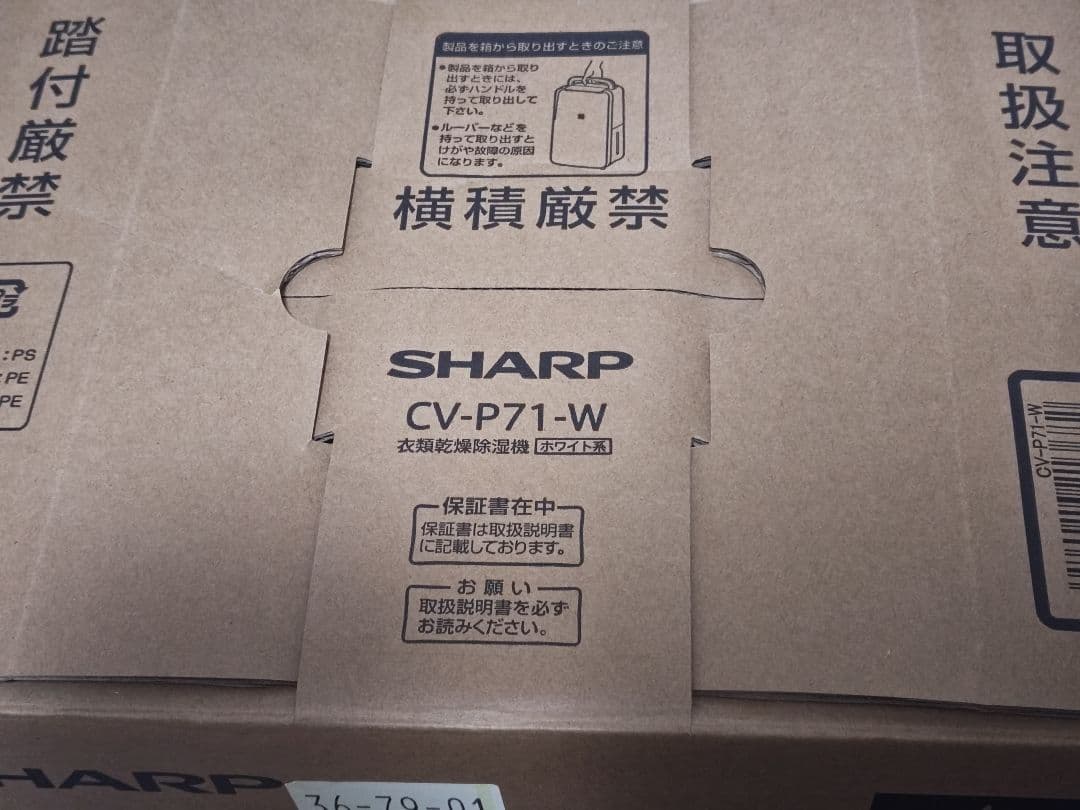 踏付厳禁
製品を箱から取り出すときのご注意
●製品を箱から取り
出すときには、
必ずハンドルを
持って取り出して
下さい。
●ルーバーなどを
持って取り出すと
けがや故障の原因
になります。
横積厳禁
取扱注意
:PS
:PE
PE
SHARP
CV-P71-W
衣類乾燥除湿機 ホワイト系
保証書在中
保証書は取扱説明書
に記載しております。
お願い
取扱説明書を必ず
お読みください。
CV-P71-W
HARP
36-79-01